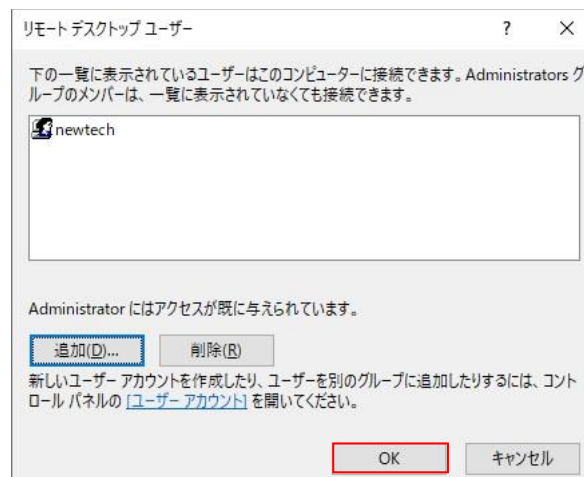 リモート デスクトップ ユーザー
下の一覧に表示されているユーザーはこのコンピューターに接続できます。Administrators グ
ループのメンバーは、一覧に表示されていなくても接続できます。
newtech
Administrator にはアクセスが既に与えられています。
追加(D)... 削除(R)
新しいユーザー アカウントを作成したり、ユーザーを別のグループに追加したりするには、コント
ロール パネルの [ユーザー アカウント] を開いてください。
OK キャンセル